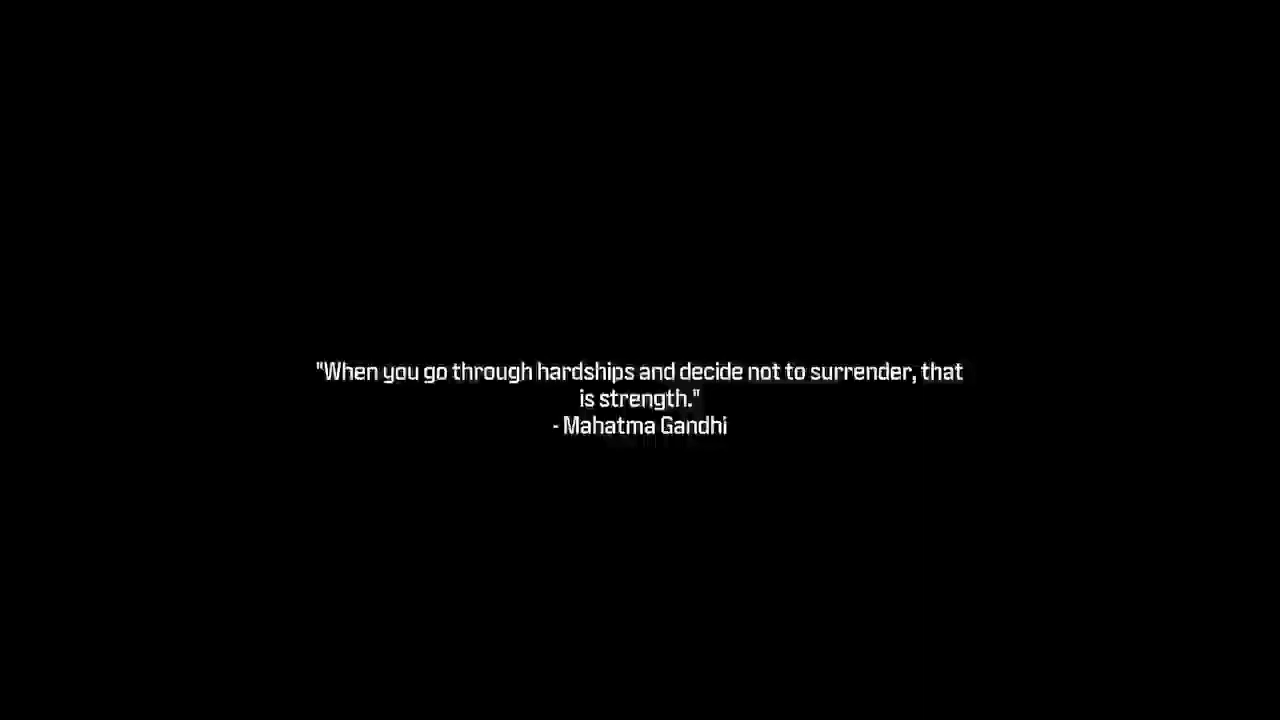 "When you go through hardships and decide not to surrender, that
is strength."
- Mahatma Gandhi